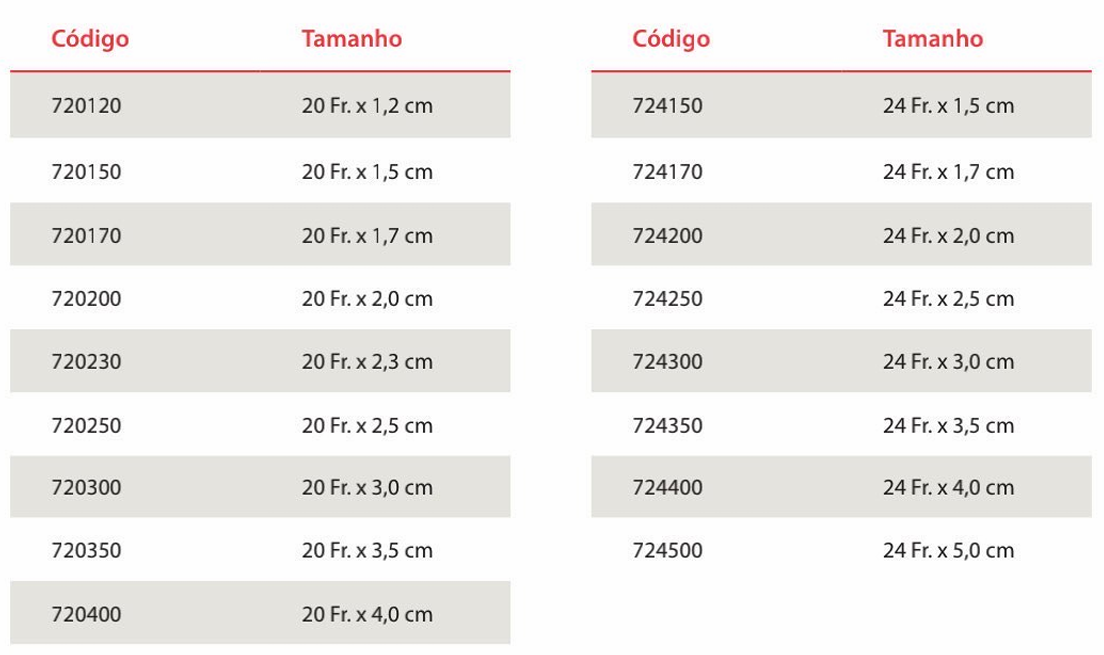 Código Tamanho
720120 20 Fr. x 1,2 cm
720150 20 Fr. x 1,5 cm
720170 20 Fr. x 1,7 cm
720200 20 Fr. x 2,0 cm
720230 20 Fr. x 2,3 cm
720250 20 Fr. x 2,5 cm
720300 20 Fr. x 3,0 cm
720350 20 Fr. x 3,5 cm
720400 20 Fr. x 4,0 cm
Código Tamanho
724150 24 Fr. x 1,5 cm
724170 24 Fr. x 1,7 cm
724200 24 Fr. x 2,0 cm
724250 24 Fr. x 2,5 cm
724300 24 Fr. x 3,0 cm
724350 24 Fr. x 3,5 cm
724400 24 Fr. x 4,0 cm
724500 24 Fr. x 5,0 cm